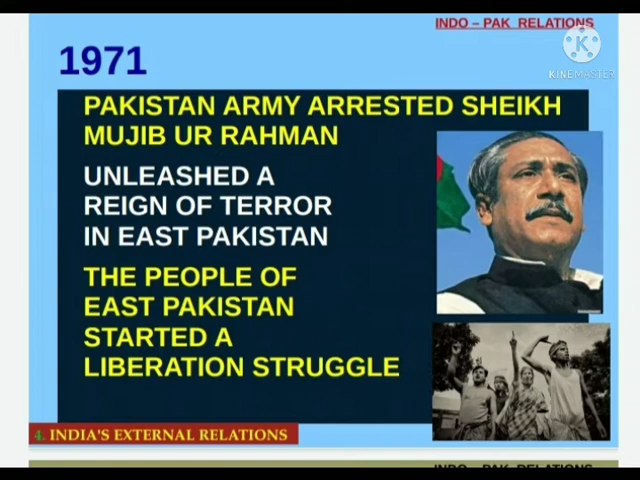 INDO – PAK RELATIONS
KINEMASTER
1971
PAKISTAN ARMY ARRESTED SHEIKH
MUJIB UR RAHMAN
UNLEASHED A
REIGN OF TERROR
IN EAST PAKISTAN
THE PEOPLE OF
EAST PAKISTAN
STARTED A
LIBERATION STRUGGLE
4. INDIA'S EXTERNAL RELATIONS
INDO – PAK RELATIONS